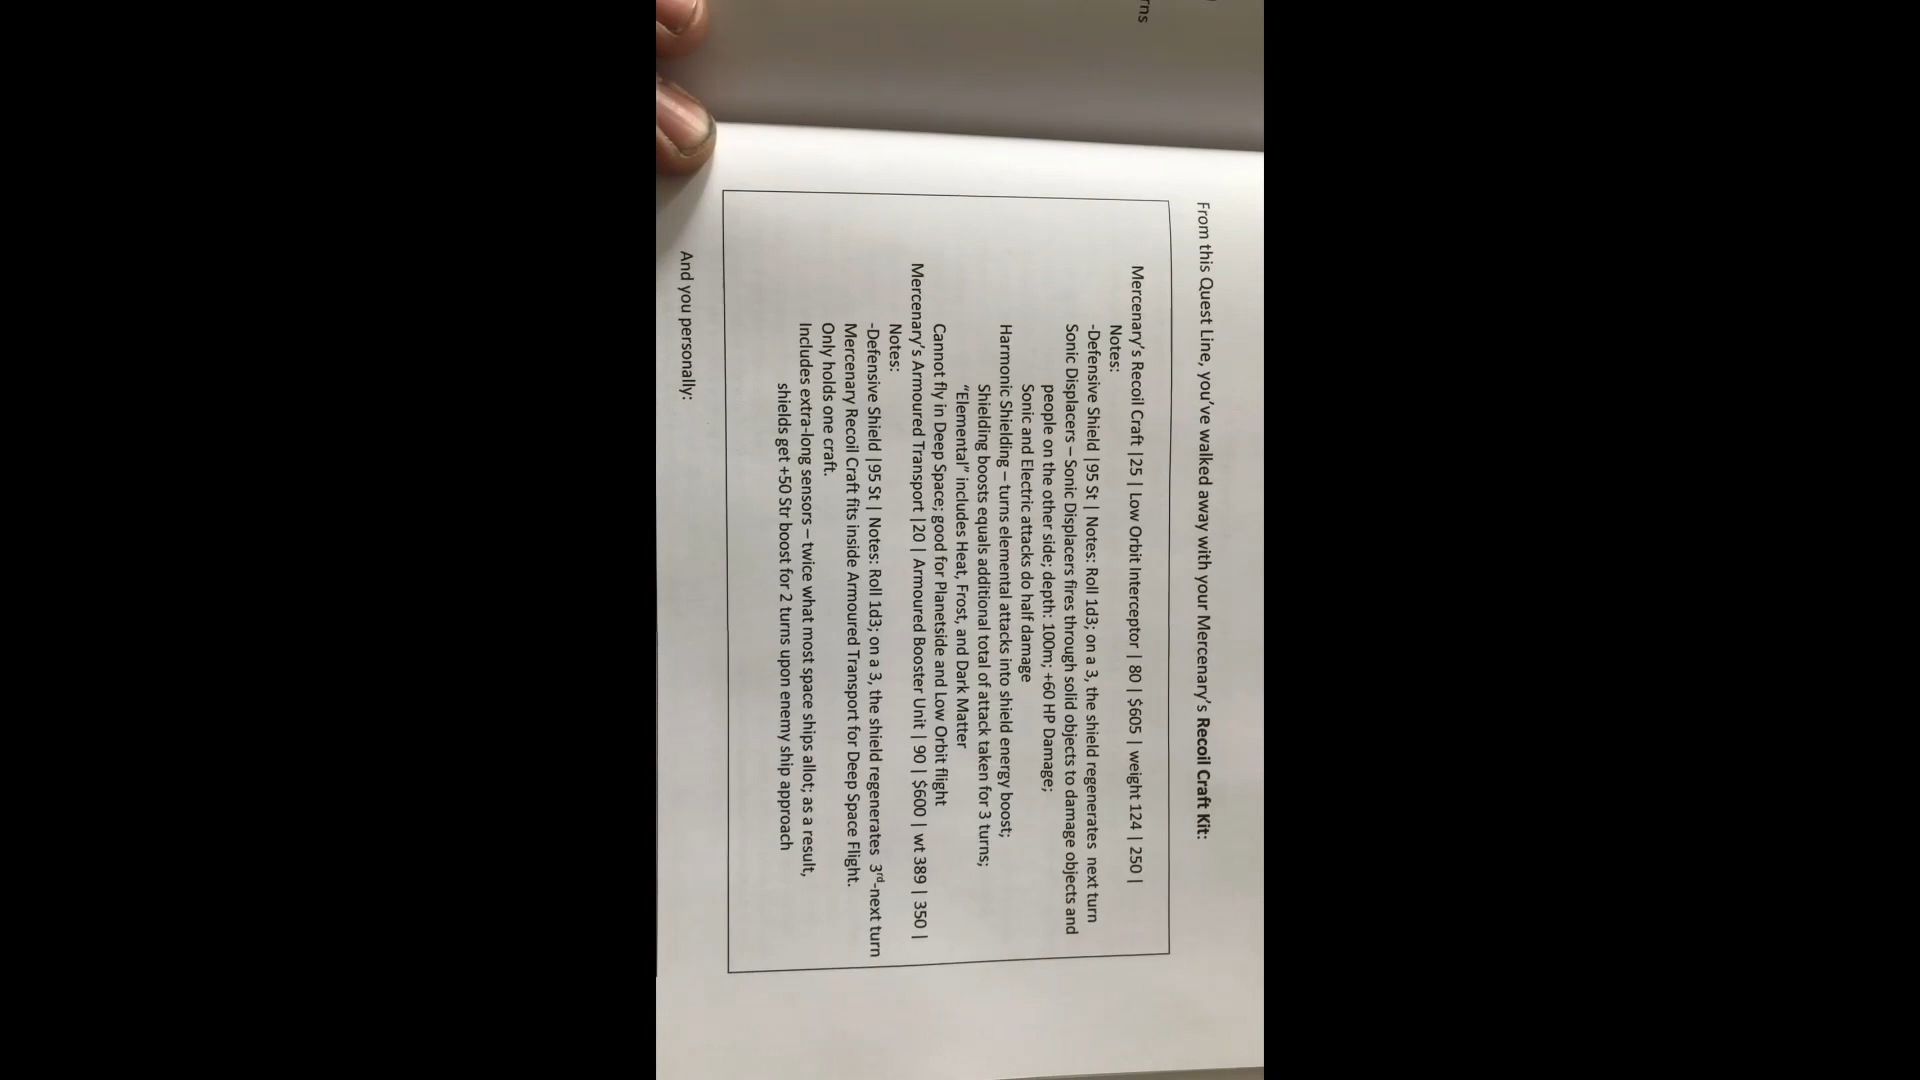 rns
From this Quest Line, you've walked away with your Mercenary's Recoil Craft Kit:
Mercenary's Recoil Craft |25 | Low Orbit Interceptor | 80 | $605 | weight 124 | 250 |
Notes:
-Defensive Shield |95 St | Notes: Roll 1d3; on a 3, the shield regenerates next turn
Sonic Displacers – Sonic Displacers fires through solid objects to damage objects and
people on the other side; depth: 100m; +60 HP Damage;
Sonic and Electric attacks do half damage
Harmonic Shielding – turns elemental attacks into shield energy boost;
Shielding boosts equals additional total of attack taken for 3 turns;
"Elemental" includes Heat, Frost, and Dark Matter
Cannot fly in Deep Space; good for Planetside and Low Orbit flight
Mercenary's Armoured Transport |20 | Armoured Booster Unit | 90 | $600 | wt 389 | 350 |
Notes:
-Defensive Shield |95 St | Notes: Roll 1d3; on a 3, the shield regenerates 3rd-next turn
Mercenary Recoil Craft fits inside Armoured Transport for Deep Space Flight.
Only holds one craft.
Includes extra-long sensors – twice what most space ships allot; as a result,
shields get +50 Str boost for 2 turns upon enemy ship approach
And you personally: